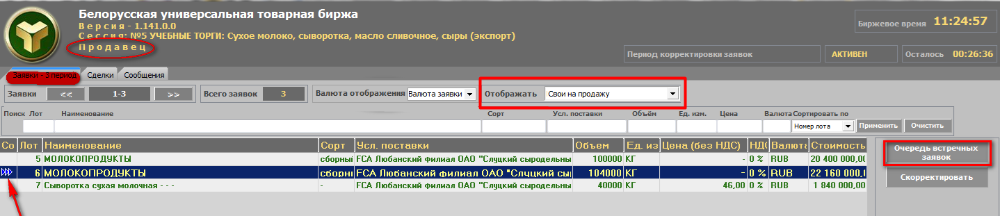 Белорусская универсальная товарная биржа
Версия - 1.141.0.0
Сессия: №5 УЧЕБНЫЕ ТОРГИ: Сухое молоко, сыворотка, масло сливочное, сыры (экспорт)
Продавец
Биржевое время 11:24:57
Период корректировки заявок АКТИВЕН Осталось 00:26:36
Заявки - 3 период Сделки Сообщения
Заявки << 1-3 >> Всего заявок 3 Валюта отображения Валюта заявки Отображать Свои на продажу
Поиск Лот Наименование Сорт Усл. поставки Объём Ед. изм. Цена Валюта Сортировать по
Номер лота Применить Очистить
Со Лот Наименование Сорт Усл. поставки Объем Ед. из Цена (без НДС) НДС Валюта Стоимость
5 МОЛОКОПРОДУКТЫ сборный FCA Любанский филиал ОАО "Слуцкий сыродельны 100000 КГ - 0 % RUB 20 400 000,00
6 МОЛОКОПРОДУКТЫ сборны FCA Любанский филиал ОАО "Слуцкий сыр 104000 КГ - 0 % RUB 22 160 000,0
7 Сыворотка сухая молочная - - - - FCA Любанский филиал ОАО "Слуцкий сыродельны 40000 КГ 46,00 0 % RUB 1 840 000,00
Очередь встречных
заявок
Скорректировать